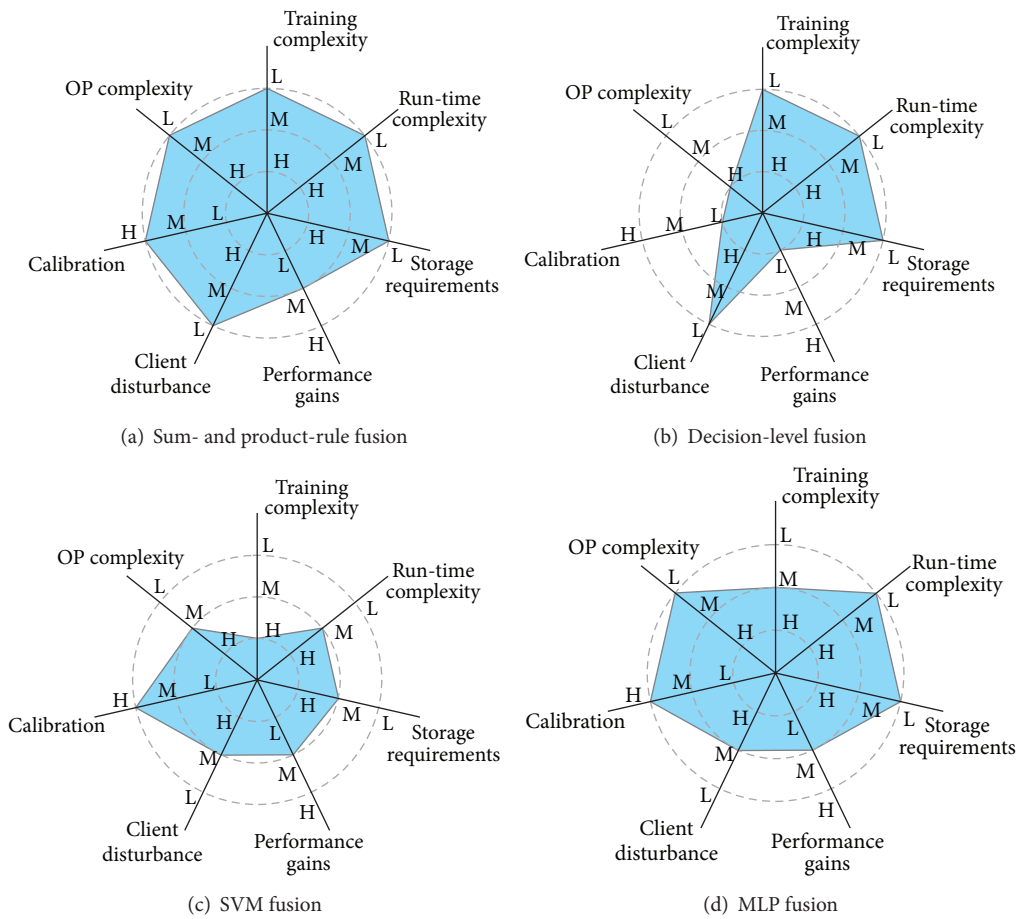 Training
complexity
L
OP complexity
Run-time
complexity
L
M
L
M
M
H
H
H
H
M
L
H
M
L
Calibration
H
L
M
Storage
requirements
M
L
H
Client
disturbance
Performance
gains
(a) Sum- and product-rule fusion
Training
complexity
L
OP complexity
Run-time
complexity
L
M
L
M
M
H
H
H
H
M
L
H
M
L
Calibration
H
L
M
Storage
requirements
M
L
H
Client
disturbance
Performance
gains
(b) Decision-level fusion
Training
complexity
L
OP complexity
Run-time
complexity
L
M
L
M
M
H
H
H
H
M
L
H
M
L
Calibration
H
L
M
Storage
requirements
M
L
H
Client
disturbance
Performance
gains
(c) SVM fusion
Training
complexity
L
OP complexity
Run-time
complexity
L
M
L
M
M
H
H
H
H
M
L
H
M
L
Calibration
H
L
M
Storage
requirements
M
L
H
Client
disturbance
Performance
gains
(d) MLP fusion